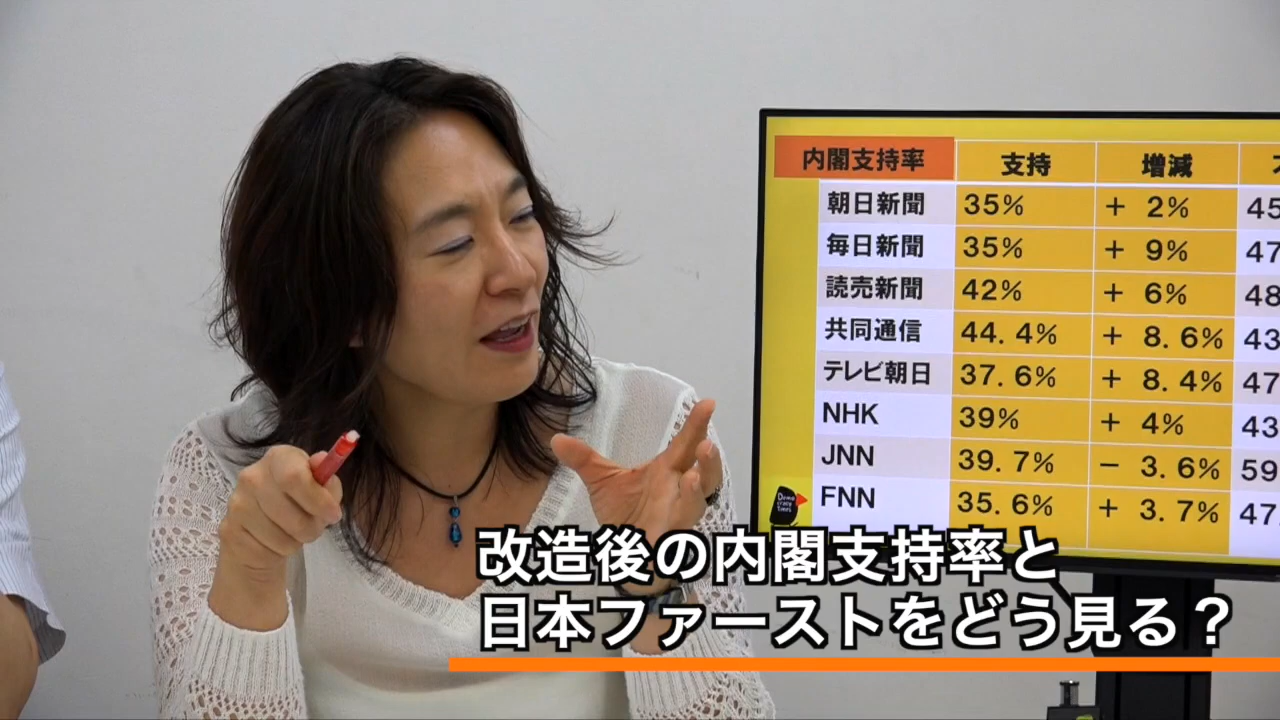 内閣支持率 支持 増減
朝日新聞 35% + 2% 45
毎日新聞 35% + 9% 47
読売新聞 42% + 6% 48
共同通信 44.4% + 8.6% 43
テレビ朝日 37.6% + 8.4% 47
NHK 39% + 4% 43
JNN 39.7% − 3.6% 59
FNN 35.6% + 3.7% 47.
Democracy Times
改造後の内閣支持率と
日本ファーストをどう見る？